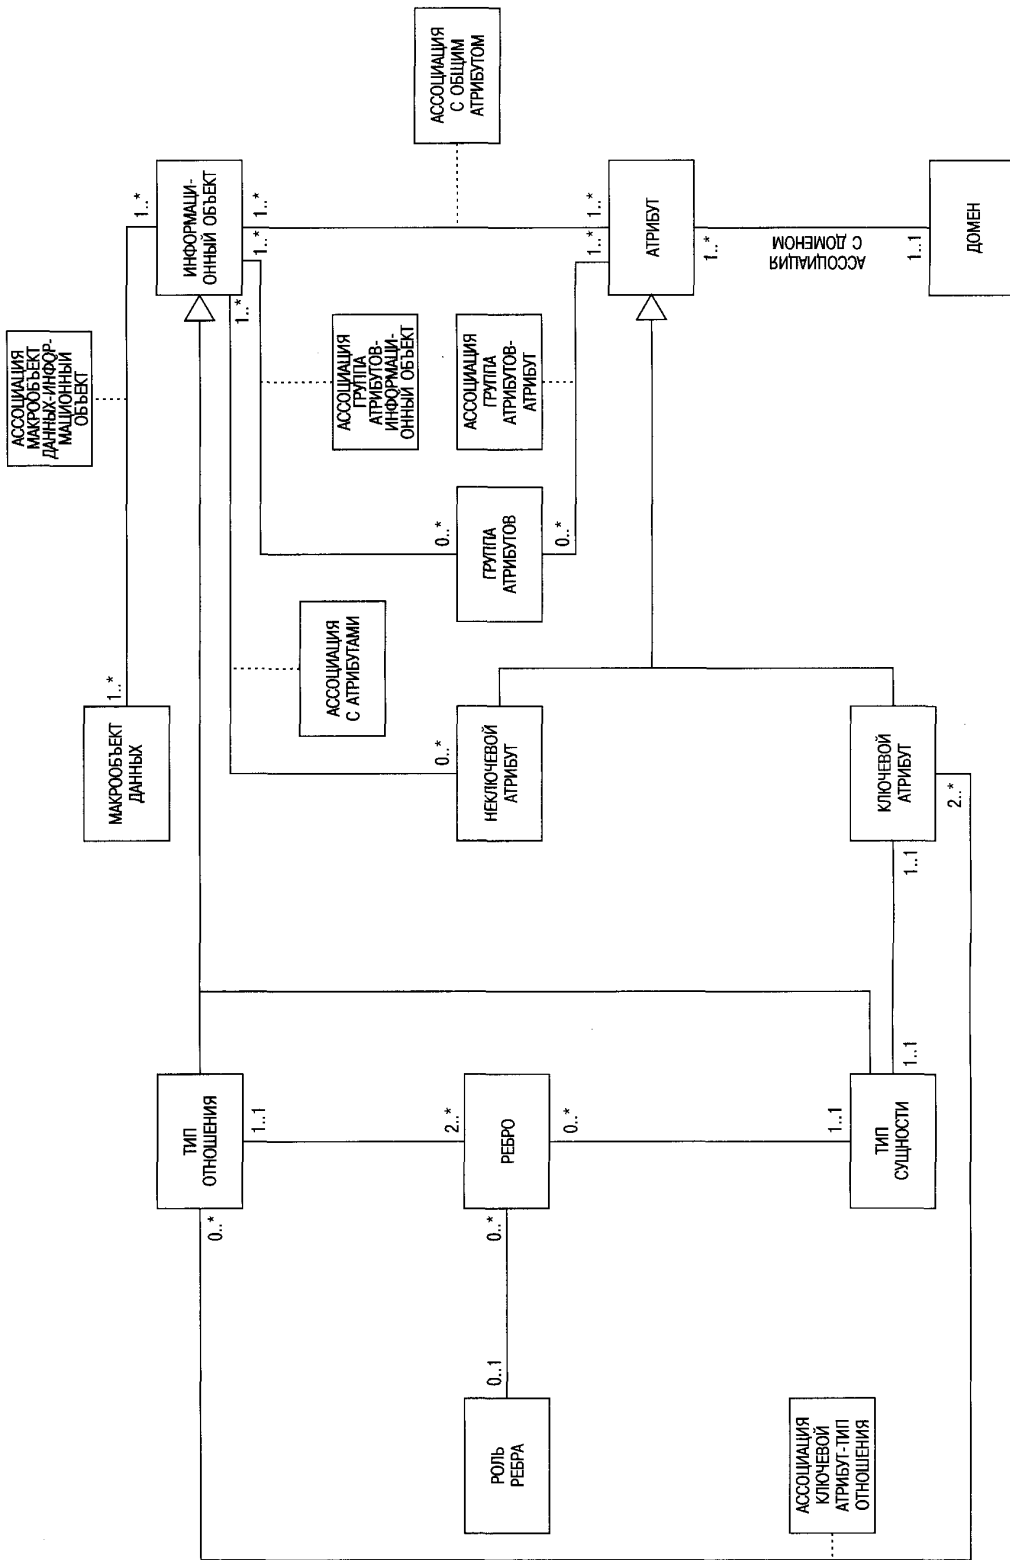 АССОЦИАЦИЯ
МАКРООБЪЕКТ
ДАННЫХ-ИНФОР-
МАЦИОННЫЙ
ОБЪЕКТ
МАКРООБЪЕКТ
ДАННЫХ
1..*
1..*
ТИП
ОТНОШЕНИЯ
ИНФОРМАЦИ-
ОННЫЙ ОБЪЕКТ
0..*
1..1
1..*
1..*
1..*
АССОЦИАЦИЯ
С АТРИБУТАМИ
АССОЦИАЦИЯ
ГРУППА
АТРИБУТОВ-
ИНФОРМАЦИ-
ОННЫЙ ОБЪЕКТ
АССОЦИАЦИЯ
С ОБЩИМ
АТРИБУТОМ
2..*
0..*
0..*
РОЛЬ
РЕБРА
0..1
0..*
РЕБРО
НЕКЛЮЧЕВОЙ
АТРИБУТ
ГРУППА
АТРИБУТОВ
АССОЦИАЦИЯ
ГРУППА
АТРИБУТОВ-
АТРИБУТ
0..*
0..*
1..*
1..*
АТРИБУТ
1..*
АССОЦИАЦИЯ
С ДОМЕНОМ
1..1
1..1
АССОЦИАЦИЯ
КЛЮЧЕВОЙ
АТРИБУТ-ТИП
ОТНОШЕНИЯ
ТИП
СУЩНОСТИ
1..1
КЛЮЧЕВОЙ
АТРИБУТ
1..1
2..*
ДОМЕН